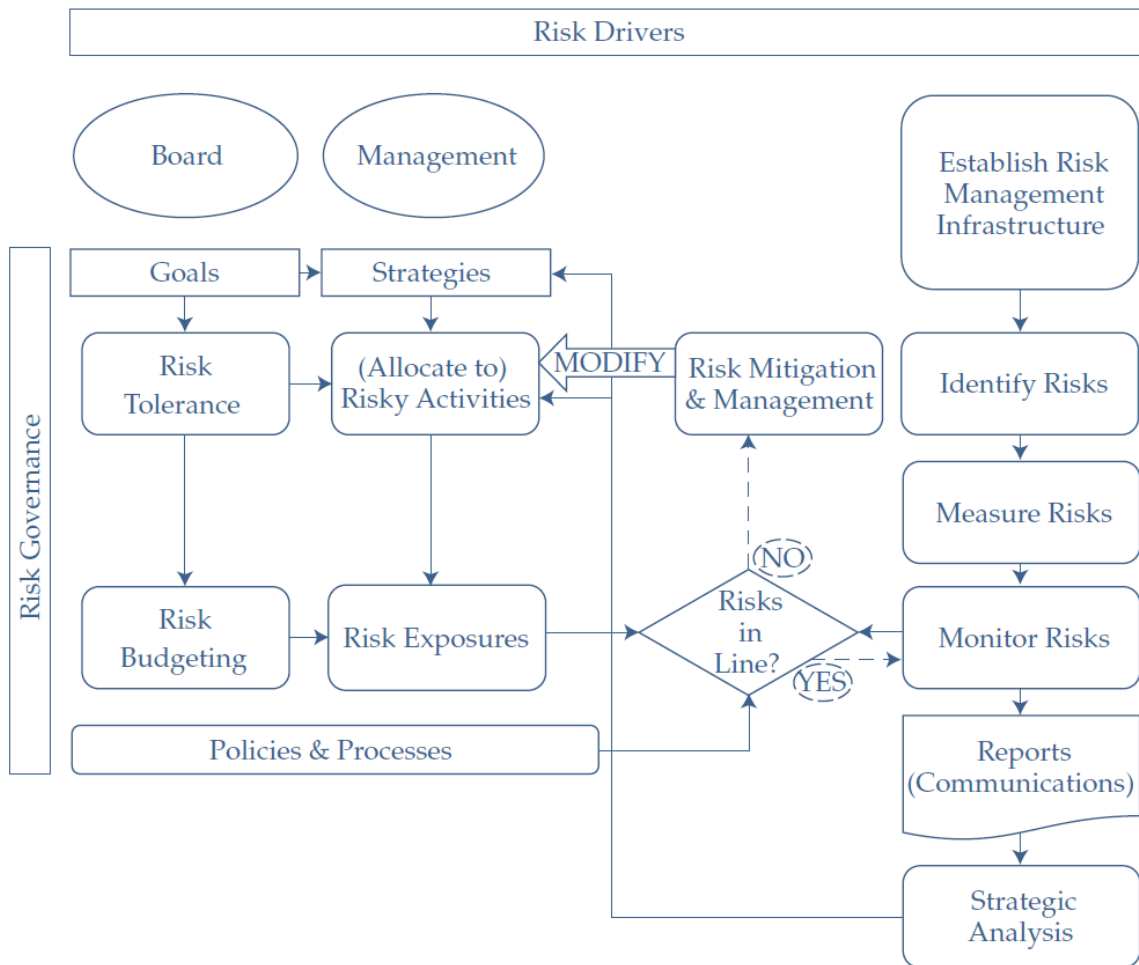 Risk Drivers
Board
Management
Establish Risk
Management
Infrastructure
Risk Governance
Goals
Strategies
Risk
Tolerance
(Allocate to)
Risky Activities
MODIFY
Risk Mitigation
& Management
Identify Risks
Measure Risks
NO
Risk
Budgeting
Risk Exposures
Risks
in
Line?
Monitor Risks
YES
Policies & Processes
Reports
(Communications)
Strategic
Analysis